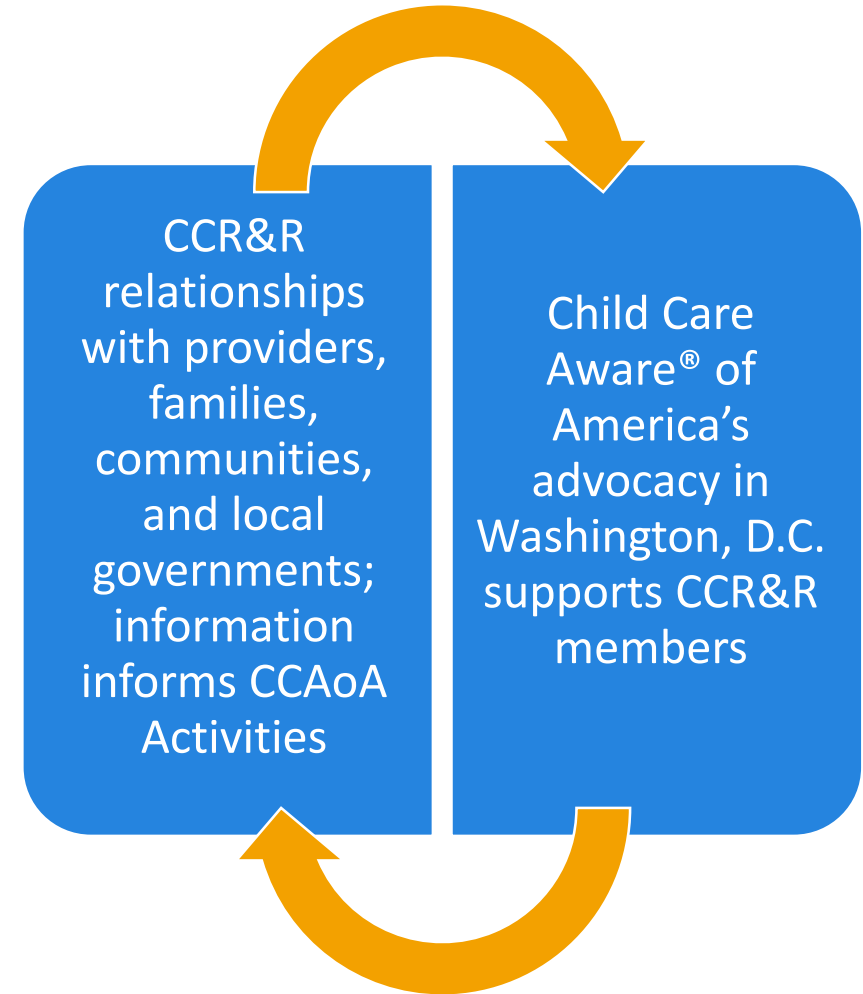 CCR&R
relationships
with providers,
families,
communities,
and local
governments;
information
informs CCAoA
Activities
Child Care
Aware® of
America’s
advocacy in
Washington, D.C.
supports CCR&R
members